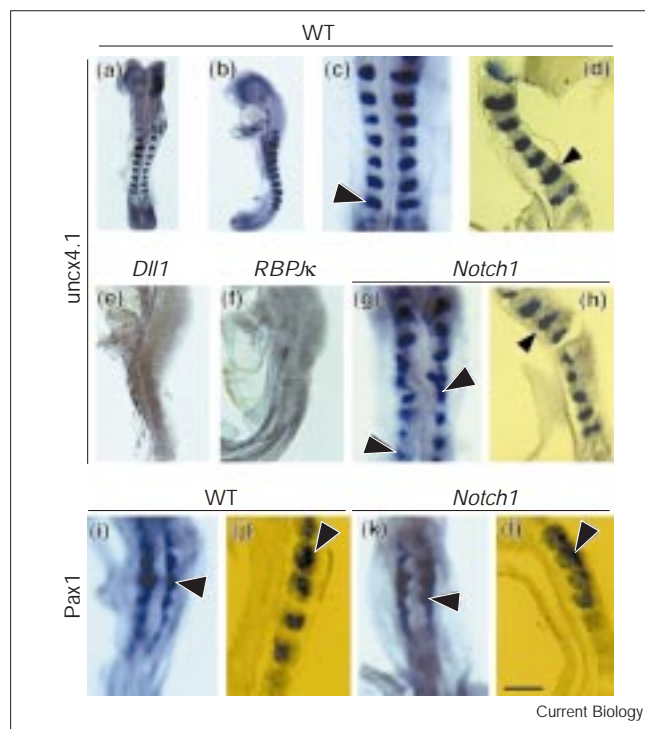 WT
(a) (b) (c) (d)
uncx4.1
Dll1 RBPJκ Notch1
(e) (f) (g) (h)
WT Notch1
(i) (j) (k) (l)
Pax1
Current Biology